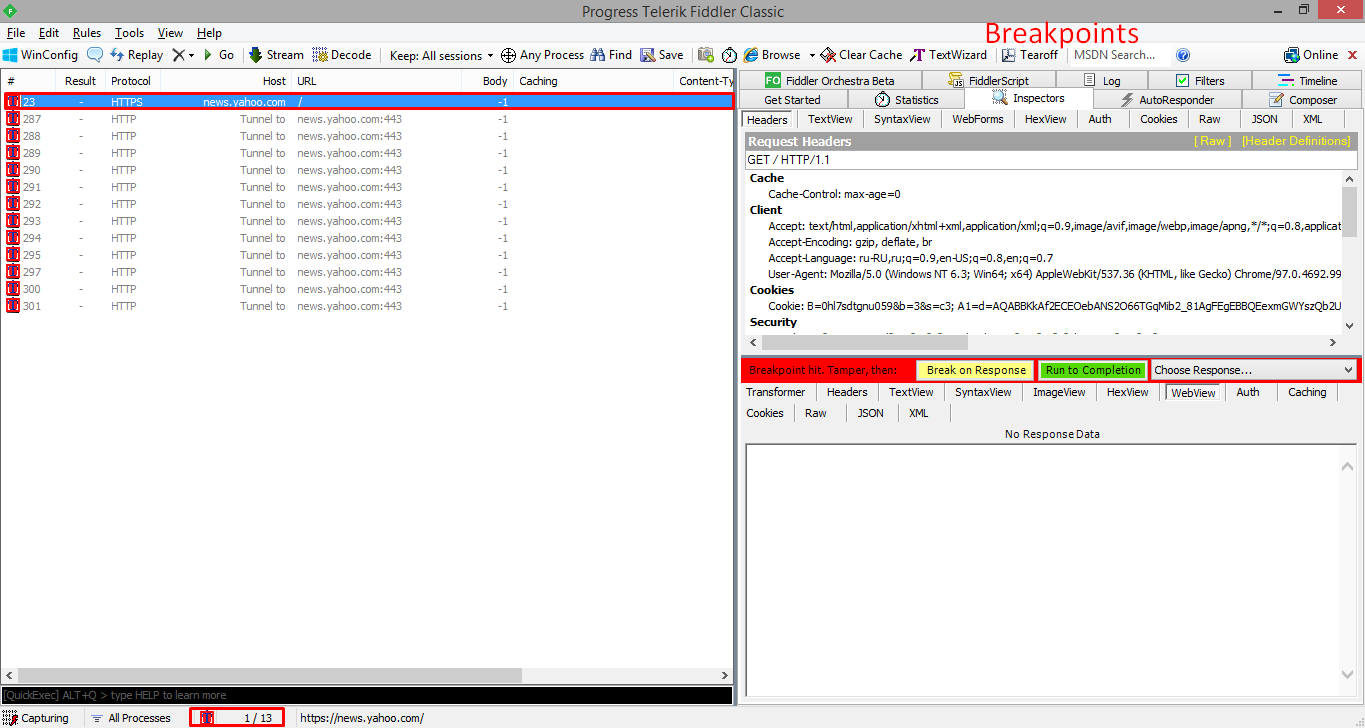 Progress Telerik Fiddler Classic
File Edit Rules Tools View Help
Breakpoints
WinConfig Replay Go Stream Decode Keep: All sessions Any Process Find Save Browse Clear Cache TextWizard Tearoff MSDN Search... Online
# Result Protocol Host URL Body Caching Content-Ty
23 - HTTPS news.yahoo.com / -1
287 - HTTP Tunnel to news.yahoo.com:443 -1
288 - HTTP Tunnel to news.yahoo.com:443 -1
289 - HTTP Tunnel to news.yahoo.com:443 -1
290 - HTTP Tunnel to news.yahoo.com:443 -1
291 - HTTP Tunnel to news.yahoo.com:443 -1
292 - HTTP Tunnel to news.yahoo.com:443 -1
293 - HTTP Tunnel to news.yahoo.com:443 -1
294 - HTTP Tunnel to news.yahoo.com:443 -1
295 - HTTP Tunnel to news.yahoo.com:443 -1
297 - HTTP Tunnel to news.yahoo.com:443 -1
300 - HTTP Tunnel to news.yahoo.com:443 -1
301 - HTTP Tunnel to news.yahoo.com:443 -1
FO Fiddler Orchestra Beta FiddlerScript Log Filters Timeline
Get Started Statistics Inspectors AutoResponder Composer
Headers TextView SyntaxView WebForms HexView Auth Cookies Raw JSON XML
Request Headers [ Raw ] [Header Definitions]
GET / HTTP/1.1
Cache
Cache-Control: max-age=0
Client
Accept: text/html,application/xhtml+xml,application/xml;q=0.9,image/avif,image/webp,image/apng,*/*;q=0.8,applicat
Accept-Encoding: gzip, deflate, br
Accept-Language: ru-RU,ru;q=0.9,en-US;q=0.8,en;q=0.7
User-Agent: Mozilla/5.0 (Windows NT 6.3; Win64; x64) AppleWebKit/537.36 (KHTML, like Gecko) Chrome/97.0.4692.99
Cookies
Cookie: B=0hl7sdtgnu059&b=3&s=c3; A1=d=AQABBKkAf2ECEOebANS2O66TGqMib2_81AgFEgEBBQEexmGWYszQb2U
Security
Breakpoint hit. Tamper, then: Break on Response Run to Completion Choose Response...
Transformer Headers TextView SyntaxView ImageView HexView WebView Auth Caching
Cookies Raw JSON XML
No Response Data
[QuickExec] ALT+Q > type HELP to learn more
Capturing All Processes 1 / 13 https://news.yahoo.com/